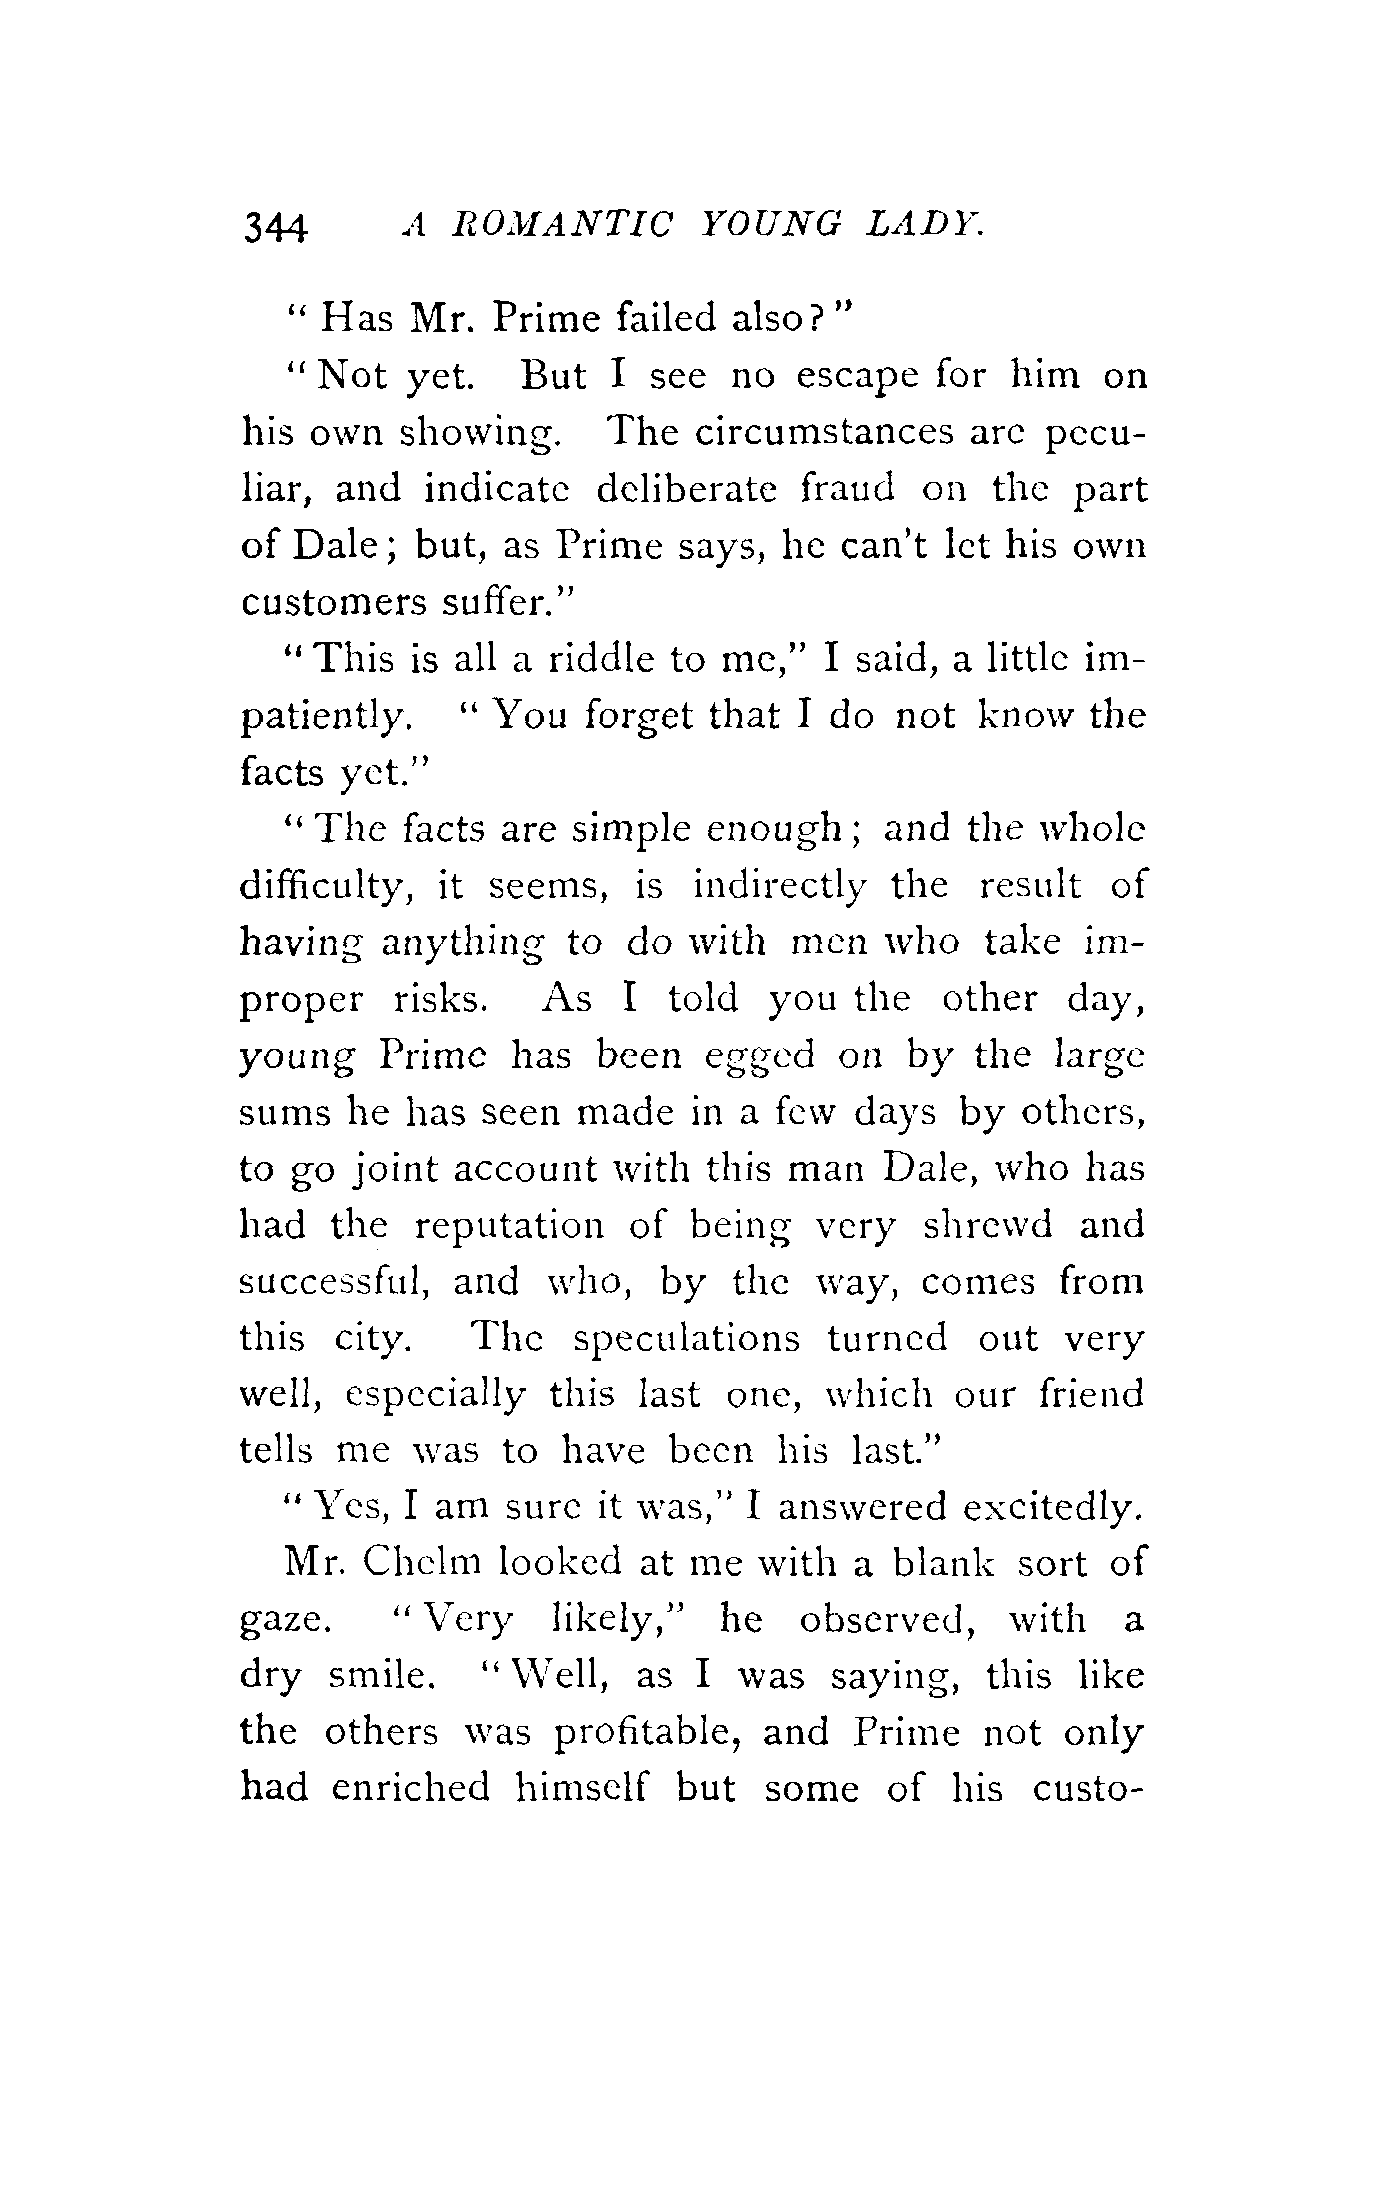 344 A ROMANTIC YOUNG LADY.
" Has Mr. Prime failed also? "
" Not yet. But I see no escape for him on
his own showing. The circumstances are pecu-
liar, and indicate deliberate fraud on the part
of Dale; but, as Prime says, he can't let his own
customers suffer."
" This is all a riddle to me," I said, a little im-
patiently. " You forget that I do not know the
facts yet."
" The facts are simple enough; and the whole
difficulty, it seems, is indirectly the result of
having anything to do with men who take im-
proper risks. As I told you the other day,
young Prime has been egged on by the large
sums he has seen made in a few days by others,
to go joint account with this man Dale, who has
had the reputation of being very shrewd and
successful, and who, by the way, comes from
this city. The speculations turned out very
well, especially this last one, which our friend
tells me was to have been his last."
" Yes, I am sure it was," I answered excitedly.
Mr. Chelm looked at me with a blank sort of
gaze. " Very likely," he observed, with a
dry smile. " Well, as I was saying, this like
the others was profitable, and Prime not only
had enriched himself but some of his custo-